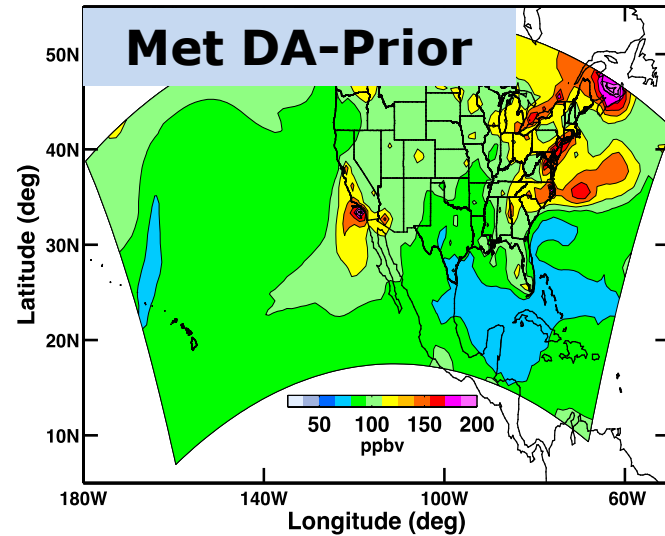 Met DA-Prior
50N
40N
30N
20N
10N
Latitude (deg)
50 100 150 200
ppbv
180W 140W 100W 60W
Longitude (deg)